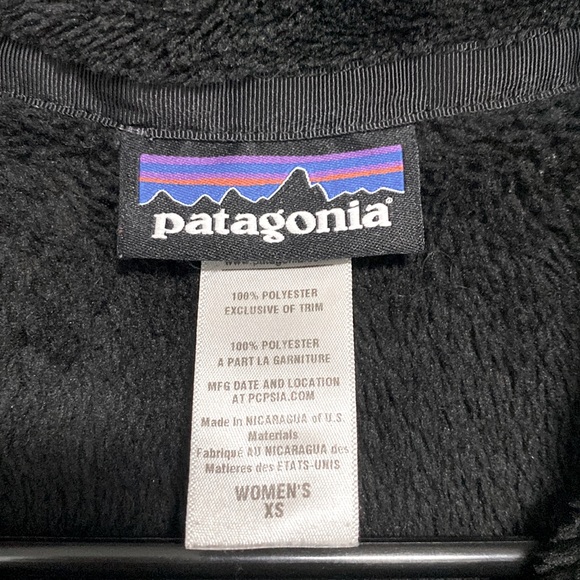 patagonia®
100% POLYESTER
EXCLUSIVE OF TRIM
100% POLYESTER
A PART LA GARNITURE
MFG DATE AND LOCATION
AT PCPSIA.COM
Made in NICARAGUA of U.S.
Materials
Fabriqué AU NICARAGUA des
Matieres des ETATS-UNIS
WOMEN'S
XS